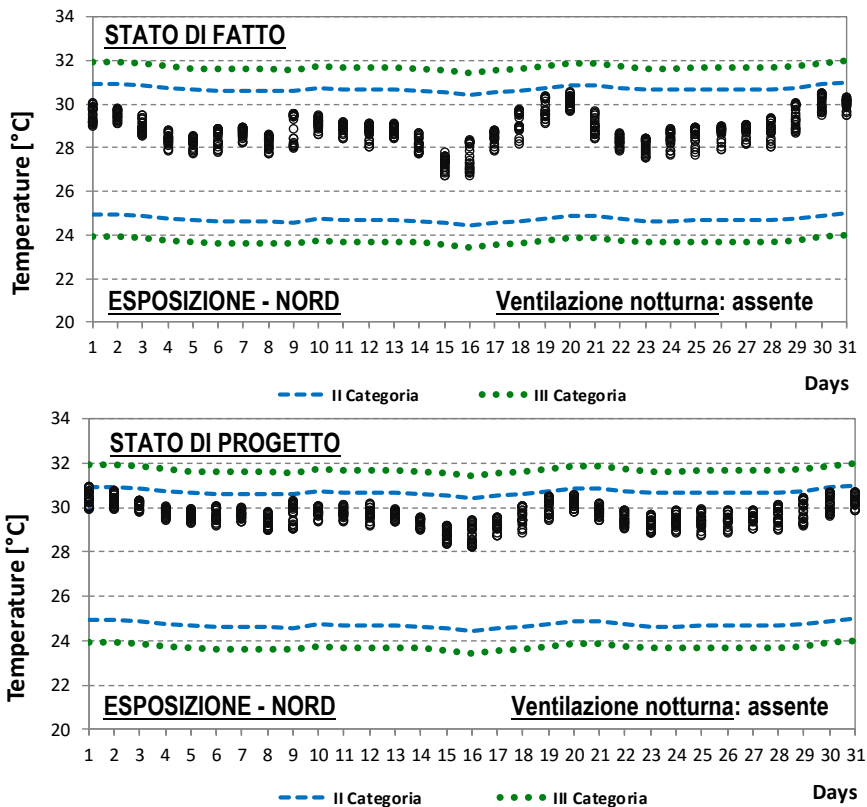 STATO DI FATTO
Temperature [°C]
34
32
30
28
26
24
22
20
ESPOSIZIONE - NORD
Ventilazione notturna: assente
1 2 3 4 5 6 7 8 9 10 11 12 13 14 15 16 17 18 19 20 21 22 23 24 25 26 27 28 29 30 31
Days
II Categoria
III Categoria
STATO DI PROGETTO
Temperature [°C]
34
32
30
28
26
24
22
20
ESPOSIZIONE - NORD
Ventilazione notturna: assente
1 2 3 4 5 6 7 8 9 10 11 12 13 14 15 16 17 18 19 20 21 22 23 24 25 26 27 28 29 30 31
II Categoria
III Categoria
Days